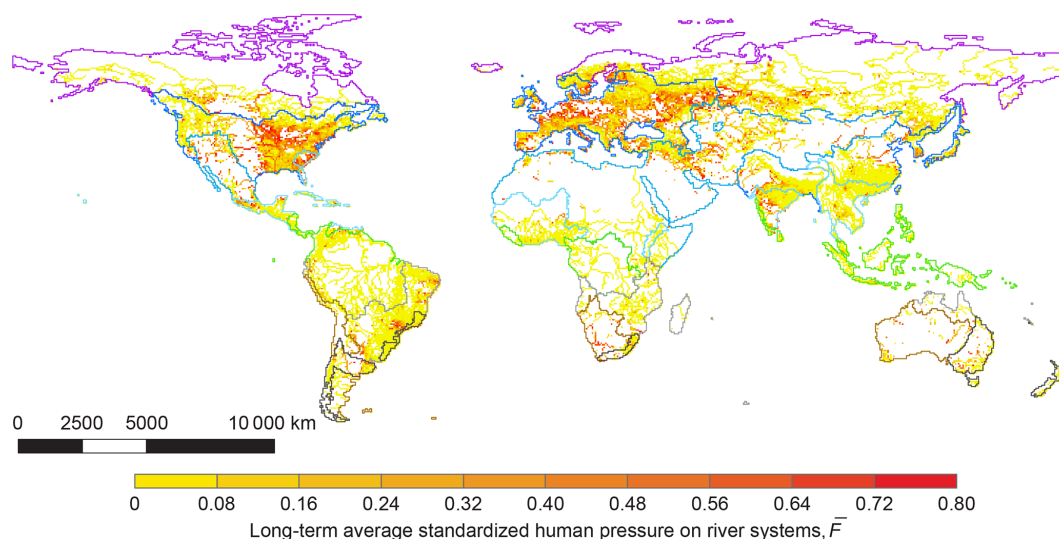 0 2500 5000 10 000 km
0 0.08 0.16 0.24 0.32 0.40 0.48 0.56 0.64 0.72 0.80
Long-term average standardized human pressure on river systems, F̅